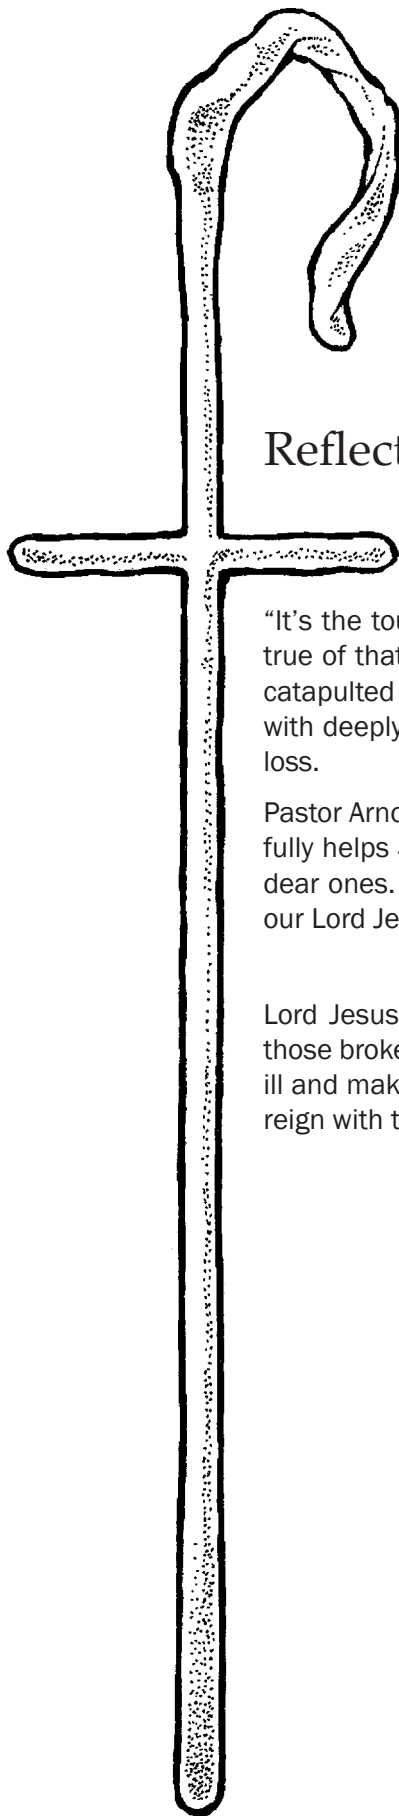 Reflect
“It’s the tou
true of that
catapulted
with deeply
loss.
Pastor Arno
fully helps
dear ones.
our Lord Je
Lord Jesus
those broke
ill and mak
reign with t